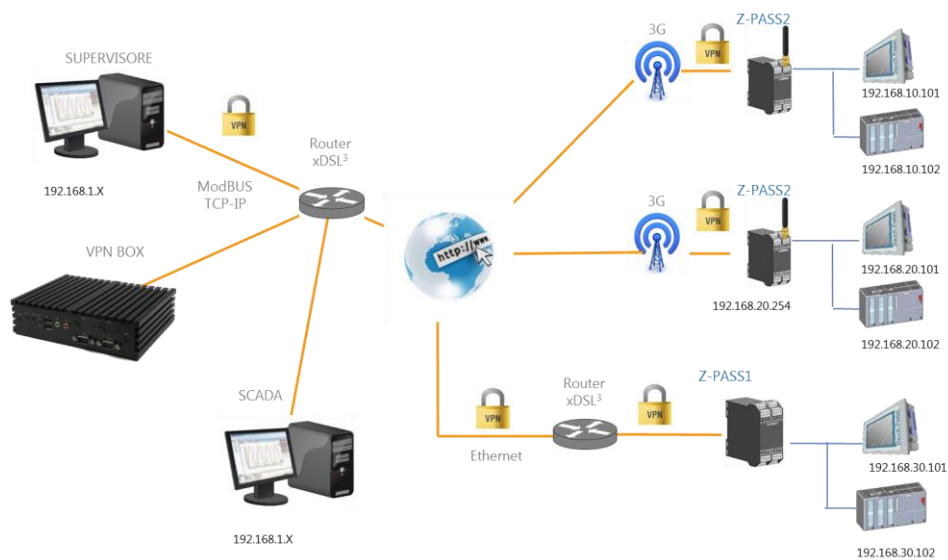 SUPERVISORE
VPN
192.168.1.X
Router
xDSL³
ModBUS
TCP-IP
VPN BOX
SCADA
192.168.1.X
http://www
3G
VPN
Z-PASS2
192.168.10.101
192.168.10.102
3G
VPN
Z-PASS2
192.168.20.254
192.168.20.101
192.168.20.102
VPN
Ethernet
Router
xDSL³
VPN
Z-PASS1
192.168.30.101
192.168.30.102